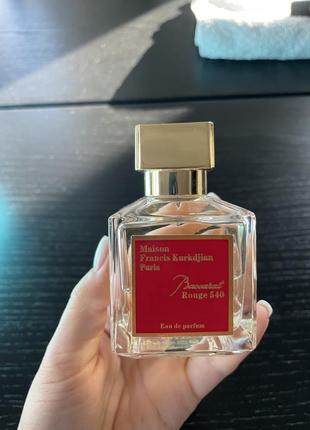 Maison
Francis Kurkdjian
Paris
Baccarat
Rouge 540
Eau de parfum